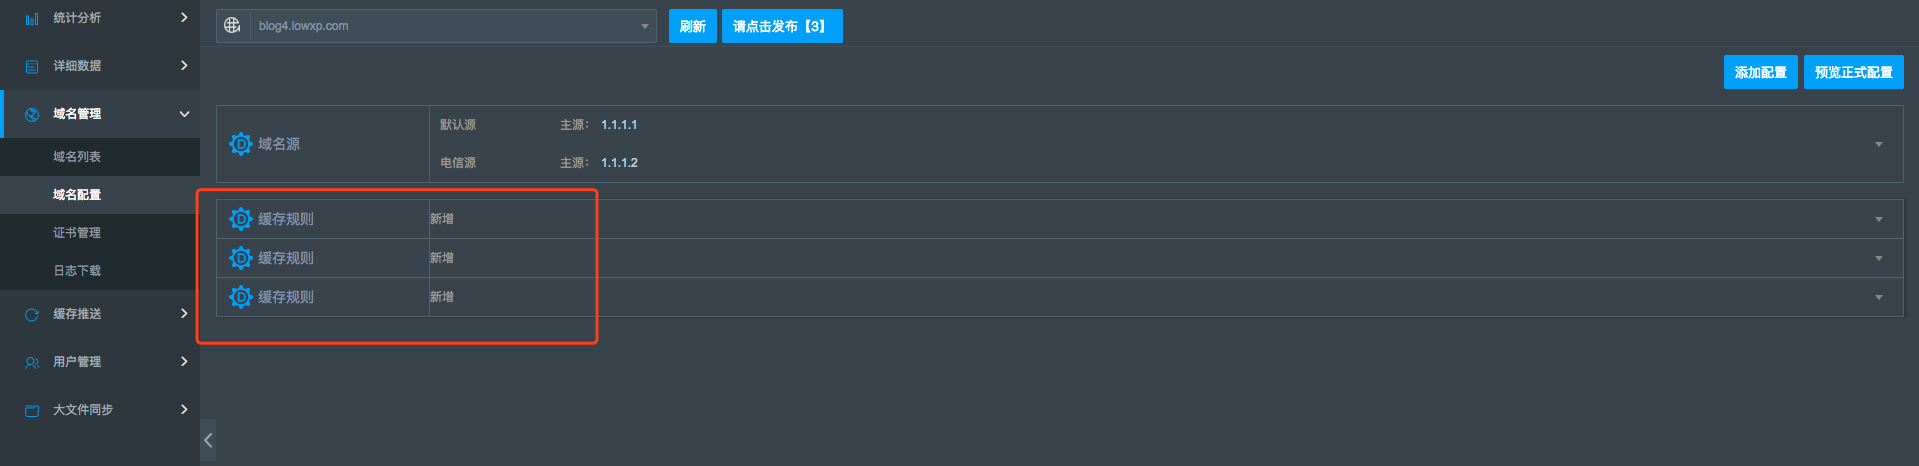 统计分析
详细数据
域名管理
域名列表
域名配置
证书管理
日志下载
缓存推送
用户管理
大文件同步
blog4.lowxp.com
刷新
请点击发布【3】
添加配置
预览正式配置
域名源
默认源 主源： 1.1.1.1
电信源 主源： 1.1.1.2
缓存规则 新增
缓存规则 新增
缓存规则 新增